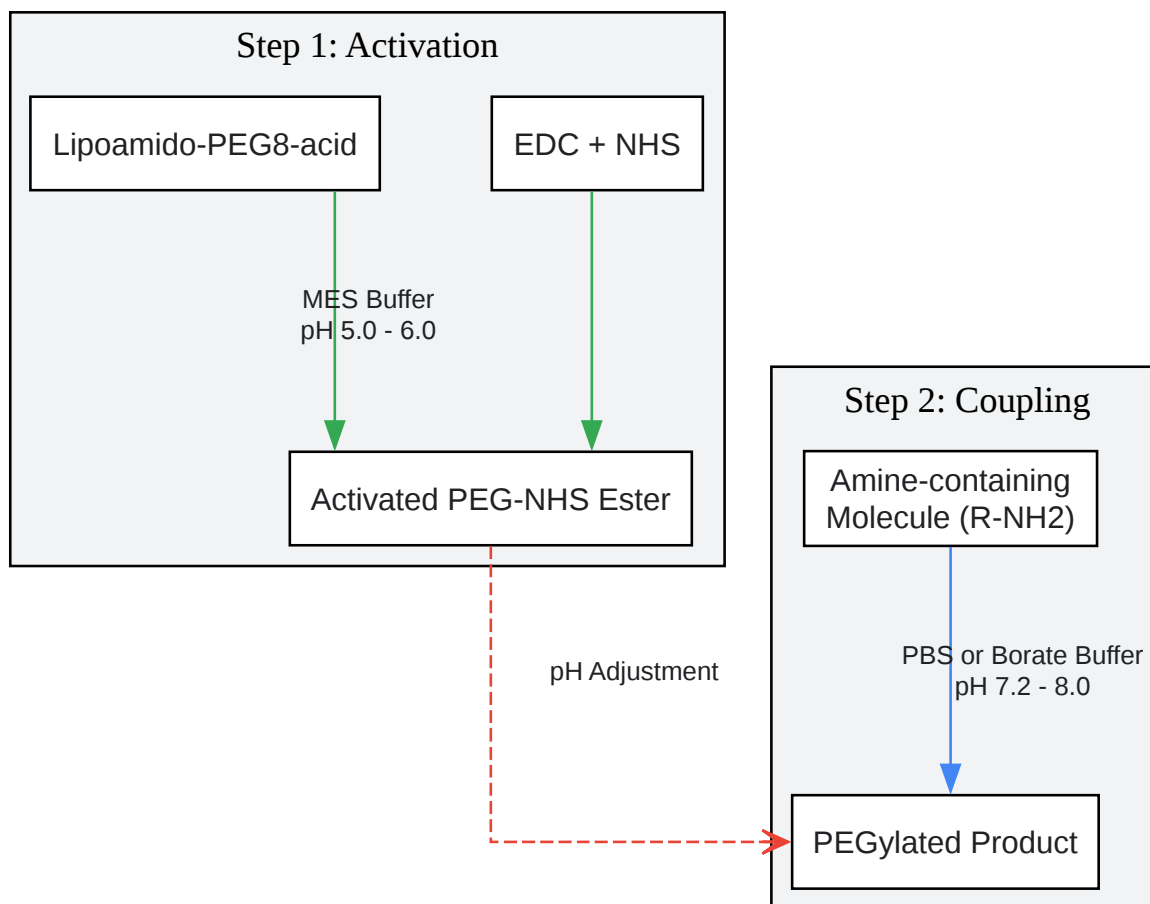 Step 1: Activation
Lipoamido-PEG8-acid
EDC + NHS
MES Buffer
pH 5.0 - 6.0
Activated PEG-NHS Ester
pH Adjustment
Step 2: Coupling
Amine-containing
Molecule (R-NH2)
PBS or Borate Buffer
pH 7.2 - 8.0
PEGylated Product